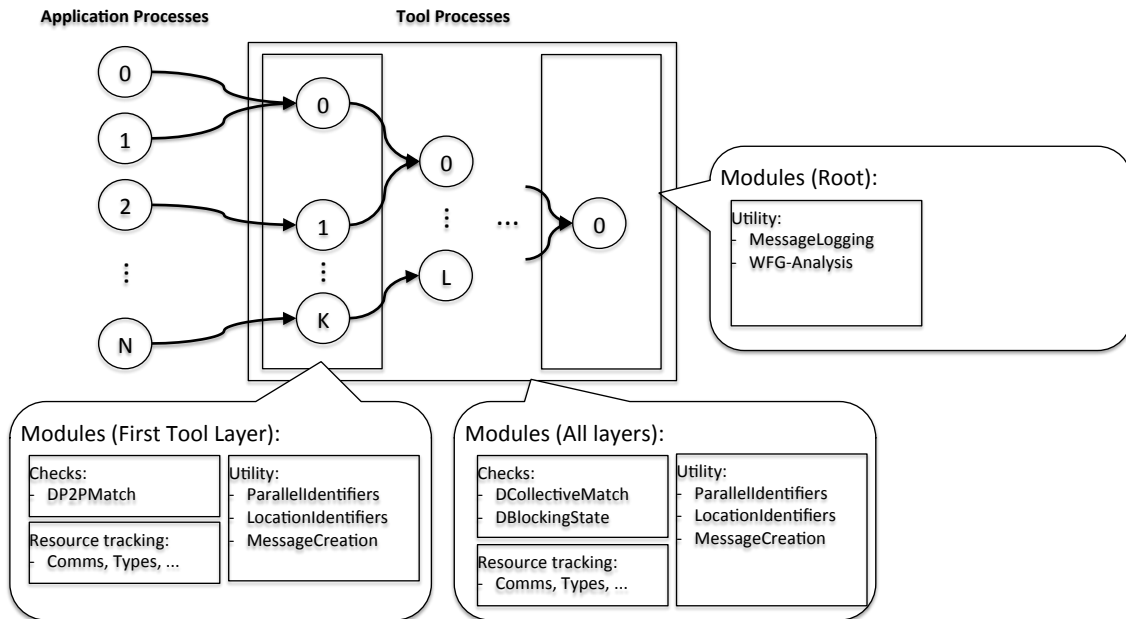 Application Processes
Tool Processes
0
1
2
...
N
0
1
...
K
0
...
L
...
0
Modules (Root):
Utility:
- MessageLogging
- WFG-Analysis
Modules (First Tool Layer):
Checks:
- DP2PMatch
Resource tracking:
- Comms, Types, ...
Utility:
- ParallelIdentifiers
- LocationIdentifiers
- MessageCreation
Modules (All layers):
Checks:
- DCollectiveMatch
- DBlockingState
Resource tracking:
- Comms, Types, ...
Utility:
- ParallelIdentifiers
- LocationIdentifiers
- MessageCreation